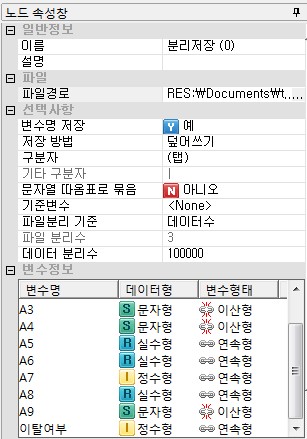 노드 속성창
일반정보
이름 분리저장 (0)
설명
파일
파일경로 RES:₩Documents₩t,....
선택사항
변수명 저장 Y 예
저장 방법 덮어쓰기
구분자 (탭)
기타 구분자 |
문자열 따옴표로 묶음 N 아니오
기준변수 <None>
파일분리 기준 데이터수
파일 분리수 3
데이터 분리수 100000
변수정보
변수명 데이터형 변수형태
A3 S 문자형 이산형
A4 S 문자형 이산형
A5 R 실수형 연속형
A6 R 실수형 연속형
A7 I 정수형 연속형
A8 R 실수형 연속형
A9 S 문자형 이산형
이탈여부 I 정수형 연속형